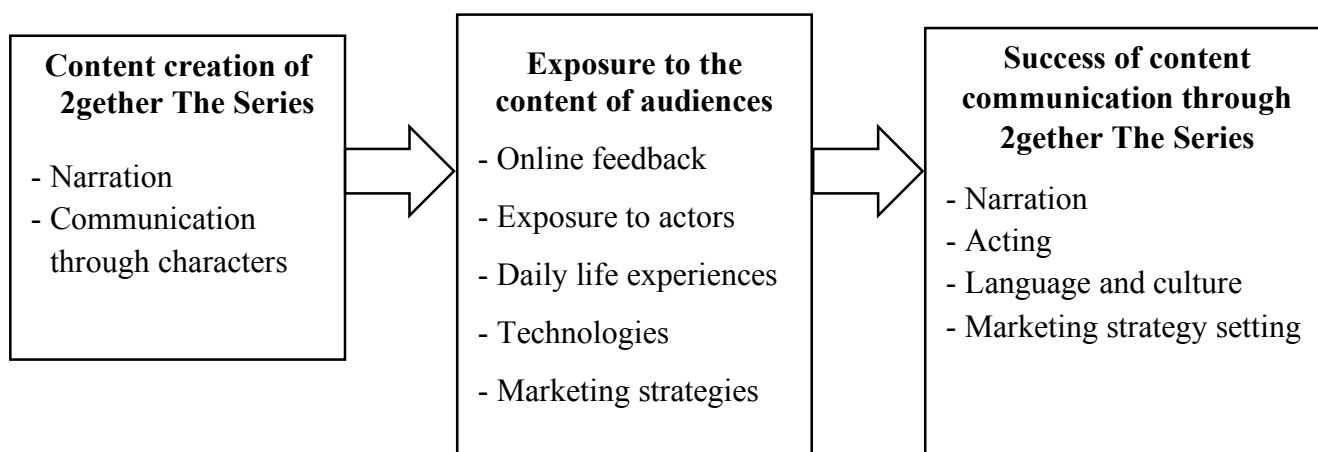 Content creation of
2gether The Series
- Narration
- Communication
through characters
Exposure to the
content of audiences
- Online feedback
- Exposure to actors
- Daily life experiences
- Technologies
- Marketing strategies
Success of content
communication through
2gether The Series
- Narration
- Acting
- Language and culture
- Marketing strategy setting